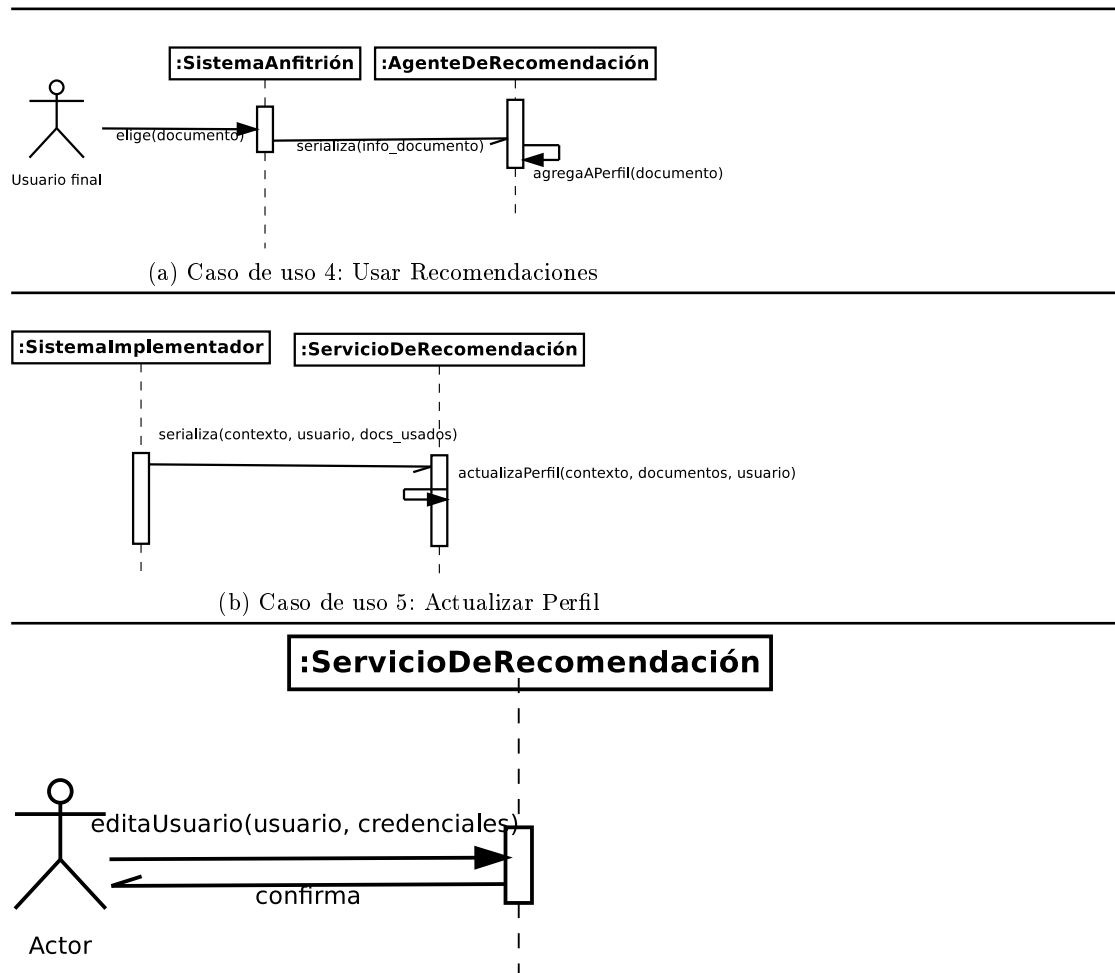 :SistemaAnfitrión
:AgenteDeRecomendación
elige(documento)
serializa(info_documento)
agregaAPerfil(documento)
Usuario final
(a) Caso de uso 4: Usar Recomendaciones
:SistemaImplementador
:ServicioDeRecomendación
serializa(contexto, usuario, docs_usados)
actualizaPerfil(contexto, documentos, usuario)
(b) Caso de uso 5: Actualizar Perfil
:ServicioDeRecomendación
editaUsuario(usuario, credenciales)
confirma
Actor